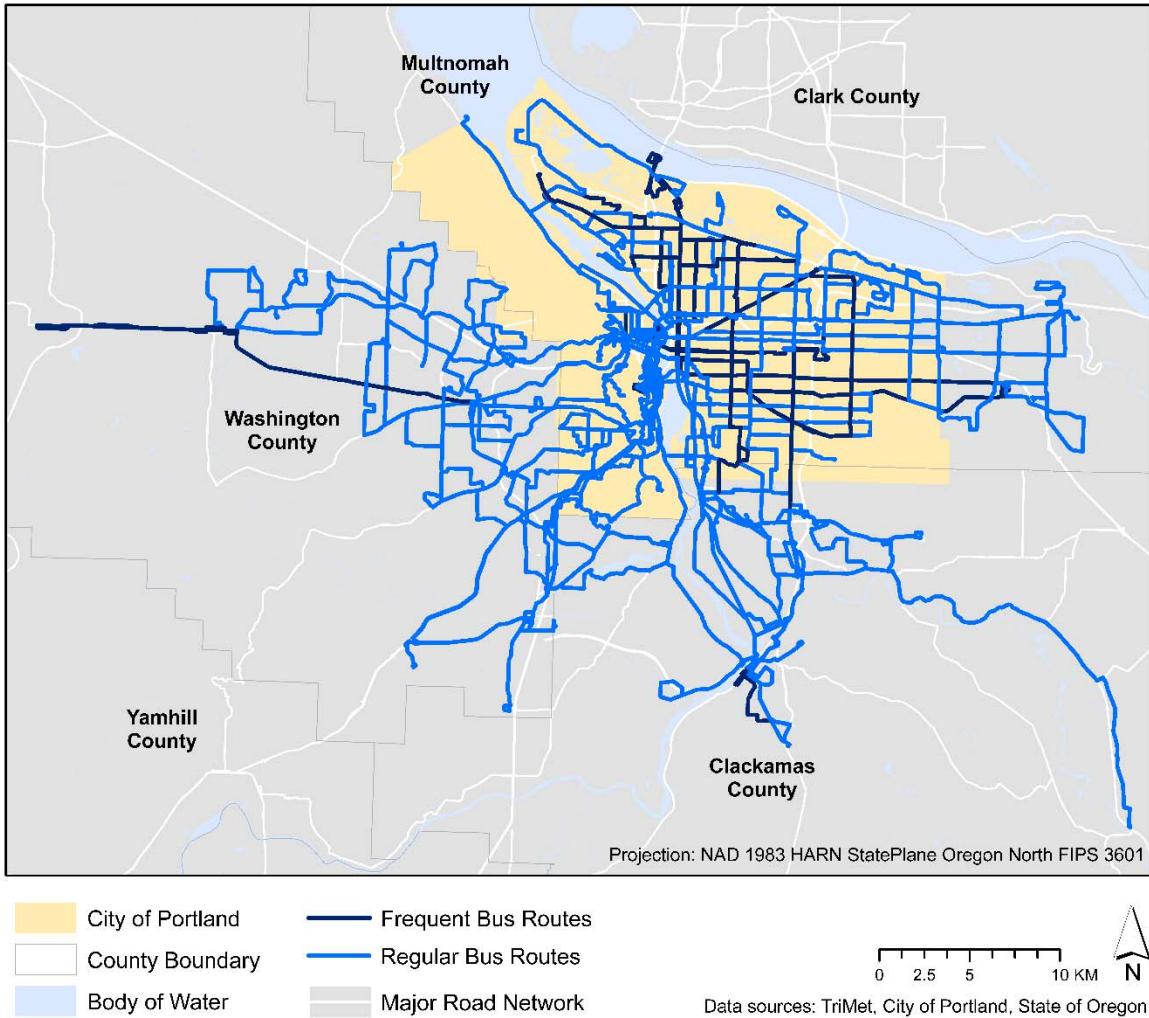 Multnomah
County
Clark County
Washington
County
Yamhill
County
Clackamas
County
Projection: NAD 1983 HARN StatePlane Oregon North FIPS 3601
City of Portland
Frequent Bus Routes
County Boundary
Regular Bus Routes
Body of Water
Major Road Network
0 2.5 5 10 KM
N
Data sources: TriMet, City of Portland, State of Oregon